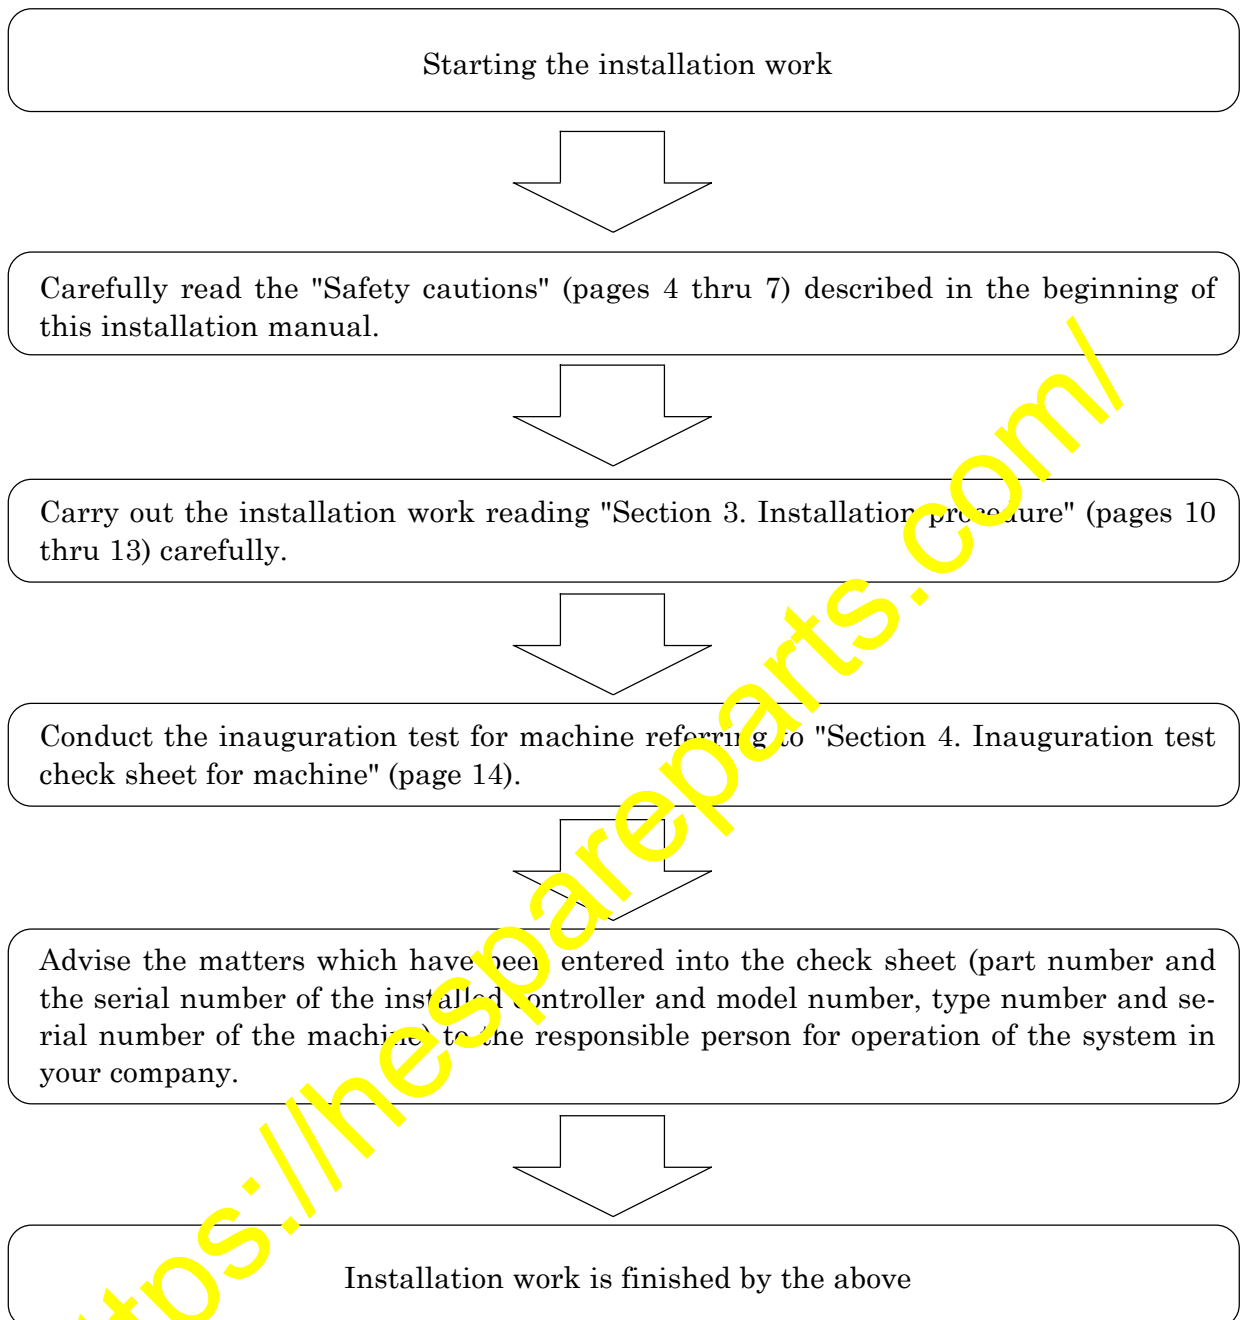 Starting the installation work
Carefully read the "Safety cautions" (pages 4 thru 7) described in the beginning of
this installation manual.
Carry out the installation work reading "Section 3. Installation procedure" (pages 10
thru 13) carefully.
Conduct the inauguration test for machine referring to "Section 4. Inauguration test
check sheet for machine" (page 14).
Advise the matters which have been entered into the check sheet (part number and
the serial number of the installed controller and model number, type number and se-
rial number of the machine) to the responsible person for operation of the system in
your company.
Installation work is finished by the above
tps://hespareparts.com/